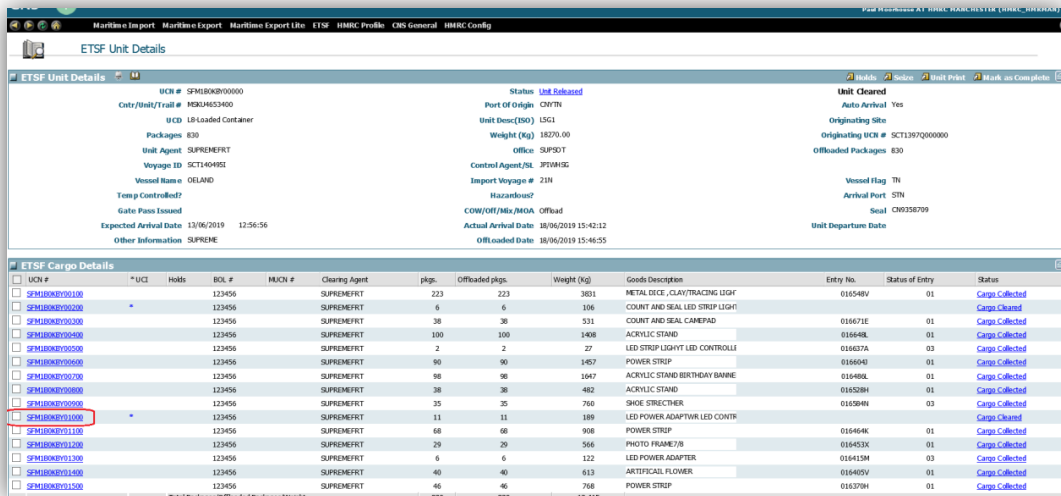 Paul Moorhouse AT HMRC MANCHESTER (HMRC_HMRMAN)
Maritime Import Maritime Export Maritime Export Lite ETSF HMRC Profile CNS General HMRC Config
ETSF Unit Details
ETSF Unit Details Holds Seize Unit Print Mark as Complete
UCN # SFM1B0KBY00000 Status Unit Released Unit Cleared
Cntr/Unit/Trail # MSKU4653400 Port Of Origin CNYTN Auto Arrival Yes
UCD L8-Loaded Container Unit Desc(ISO) L5G1 Originating Site
Packages 830 Weight (Kg) 18270.00 Originating UCN # SCT1397Q000000
Unit Agent SUPREMEFRT Office SUPSDT Offloaded Packages 830
Voyage ID SCT140495I Control Agent/SL JPIWHSG
Vessel Name OELAND Import Voyage # 21N Vessel Flag TN
Temp Controlled? Hazardous? Arrival Port STN
Gate Pass Issued COW/Off/Mix/MOA Offload Seal CN9358709
Expected Arrival Date 13/06/2019 12:56:56 Actual Arrival Date 18/06/2019 15:42:12 Unit Departure Date
Other Information SUPREME OffLoaded Date 18/06/2019 15:46:55
ETSF Cargo Details
UCN # *UCI Holds BOL # MUCN # Clearing Agent pkgs. Offloaded pkgs. Weight (Kg) Goods Description Entry No. Status of Entry Status
SFM1B0KBY00100 123456 SUPREMEFRT 223 223 3831 METAL DICE ,CLAY/TRACING LIGHT 016548V 01 Cargo Collected
SFM1B0KBY00200 * 123456 SUPREMEFRT 6 6 106 COUNT AND SEAL LED STRIP LIGHT Cargo Cleared
SFM1B0KBY00300 123456 SUPREMEFRT 38 38 531 COUNT AND SEAL CAMEPAD 016671E 01 Cargo Collected
SFM1B0KBY00400 123456 SUPREMEFRT 100 100 1408 ACRYLIC STAND 016648L 01 Cargo Collected
SFM1B0KBY00500 123456 SUPREMEFRT 2 2 27 LED STRIP LIGHYT LED CONTROLLE 016637A 03 Cargo Collected
SFM1B0KBY00600 123456 SUPREMEFRT 90 90 1457 POWER STRIP 016604J 01 Cargo Collected
SFM1B0KBY00700 123456 SUPREMEFRT 98 98 1647 ACRYLIC STAND BIRTHDAY BANNE 016486L 01 Cargo Collected
SFM1B0KBY00800 123456 SUPREMEFRT 38 38 482 ACRYLIC STAND 016528H 01 Cargo Collected
SFM1B0KBY00900 123456 SUPREMEFRT 35 35 760 SHOE STRECTHER 016584N 03 Cargo Collected
SFM1B0KBY01000 * 123456 SUPREMEFRT 11 11 189 LED POWER ADAPTWR LED CONTR Cargo Cleared
SFM1B0KBY01100 123456 SUPREMEFRT 68 68 908 POWER STRIP 016464K 01 Cargo Collected
SFM1B0KBY01200 123456 SUPREMEFRT 29 29 566 PHOTO FRAME7/8 016453X 01 Cargo Collected
SFM1B0KBY01300 123456 SUPREMEFRT 6 6 122 LED POWER ADAPTER 016415M 03 Cargo Collected
SFM1B0KBY01400 123456 SUPREMEFRT 40 40 613 ARTIFICAIL FLOWER 016405V 01 Cargo Collected
SFM1B0KBY01500 123456 SUPREMEFRT 46 46 768 POWER STRIP 016370H 01 Cargo Collected